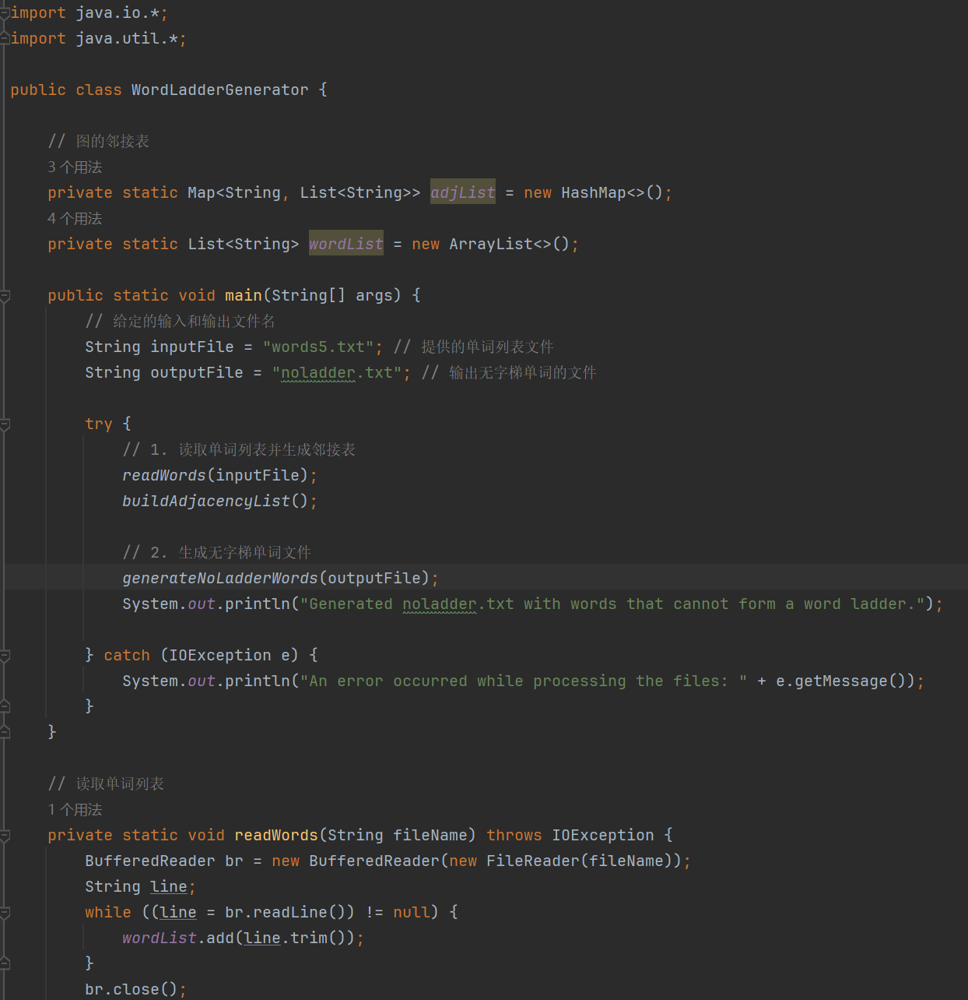 import java.io.*;
import java.util.*;
public class WordLadderGenerator {
// 图的邻接表
3 个用法
private static Map<String, List<String>> adjList = new HashMap<>();
4 个用法
private static List<String> wordList = new ArrayList<>();
public static void main(String[] args) {
// 给定的输入和输出文件名
String inputFile = "words5.txt"; // 提供的单词列表文件
String outputFile = "noladder.txt"; // 输出无字梯单词的文件
try {
// 1. 读取单词列表并生成邻接表
readWords(inputFile);
buildAdjacencyList();
// 2. 生成无字梯单词文件
generateNoLadderWords(outputFile);
System.out.println("Generated noladder.txt with words that cannot form a word ladder.");
} catch (IOException e) {
System.out.println("An error occurred while processing the files: " + e.getMessage());
}
}
// 读取单词列表
1 个用法
private static void readWords(String fileName) throws IOException {
BufferedReader br = new BufferedReader(new FileReader(fileName));
String line;
while ((line = br.readLine()) != null) {
wordList.add(line.trim());
}
br.close();